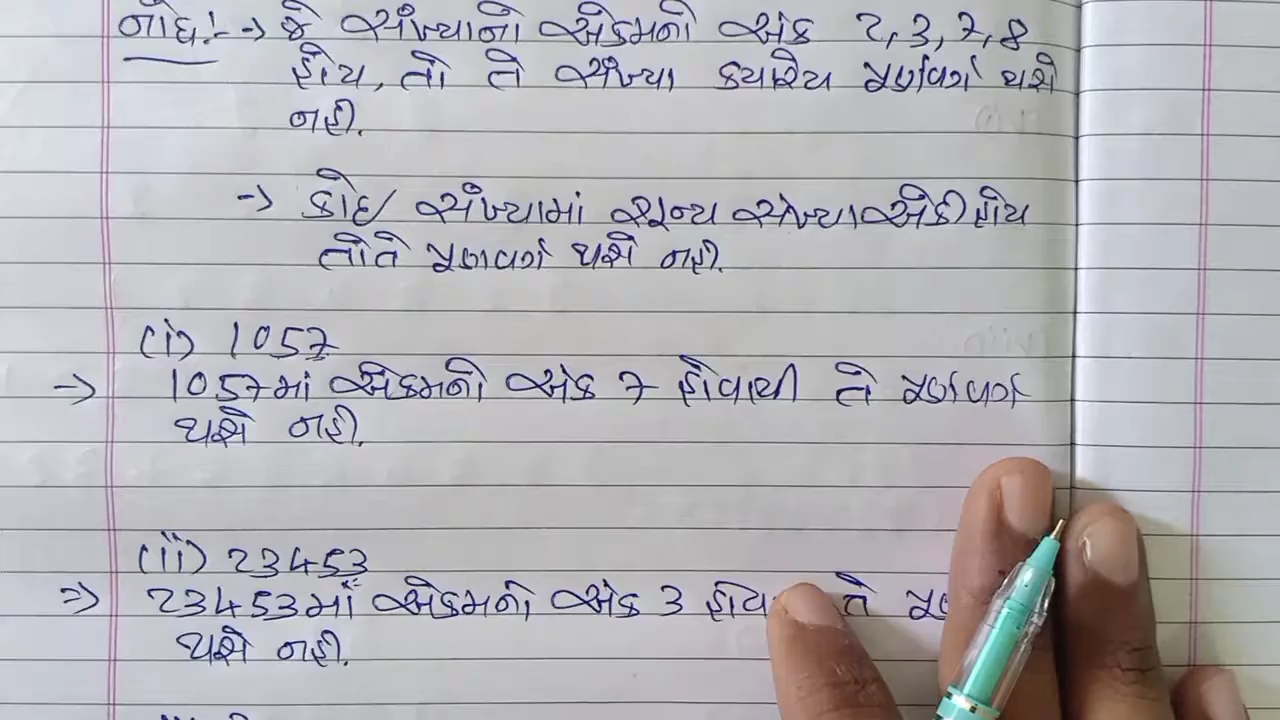 નોંધ:- → જે સંખ્યાનો એકમનો અંક 2, 3, 7, 8
હોય, તો તે સંખ્યા ક્યારેય પૂર્ણવર્ગ થશે
નહી.
→ કોઇ સંખ્યામાં શૂન્ય સંખ્યા એકી હોય
તો તે પૂર્ણવર્ગ થશે નહી.
(i) 1057
→ 1057માં એકમનો અંક 7 હોવાથી તે પૂર્ણવર્ગ
થશે નહી.
(ii) 23453
⇒ 23453માં એકમનો અંક 3 તે
થશે નહી.